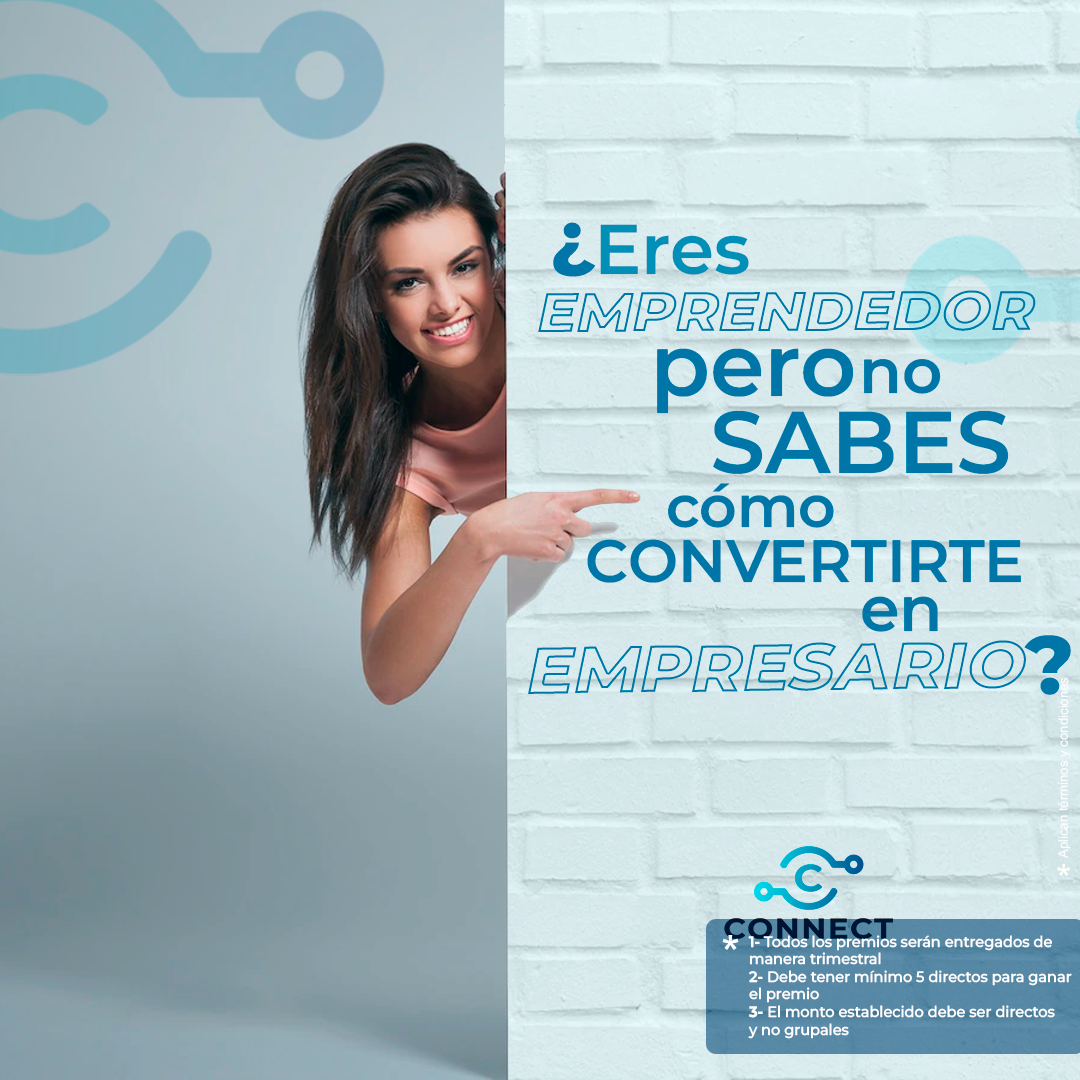 ¿Eres
EMPRENDEDOR
pero no
SABES
cómo
CONVERTIRTE
en
EMPRESARIO?
* Aplican términos y condiciones
C
CONNECT
* 1- Todos los premios serán entregados de
manera trimestral
2- Debe tener mínimo 5 directos para ganar
el premio
3- El monto establecido debe ser directos
y no grupales